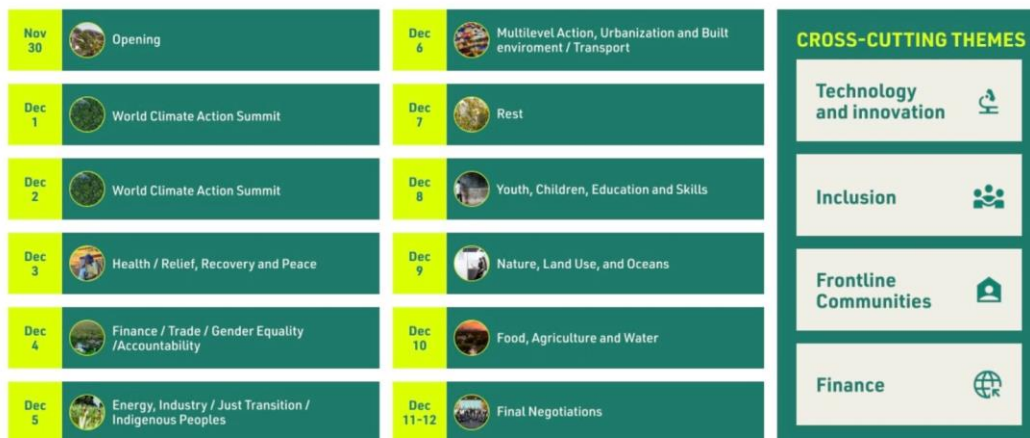 Nov
30
Opening
Dec
1
World Climate Action Summit
Dec
2
World Climate Action Summit
Dec
3
Health / Relief, Recovery and Peace
Dec
4
Finance / Trade / Gender Equality
/Accountability
Dec
5
Energy, Industry / Just Transition /
Indigenous Peoples
Dec
6
Multilevel Action, Urbanization and Built
enviroment / Transport
Dec
7
Rest
Dec
8
Youth, Children, Education and Skills
Dec
9
Nature, Land Use, and Oceans
Dec
10
Food, Agriculture and Water
Dec
11-12
Final Negotiations
CROSS-CUTTING THEMES
Technology
and innovation
Inclusion
Frontline
Communities
Finance